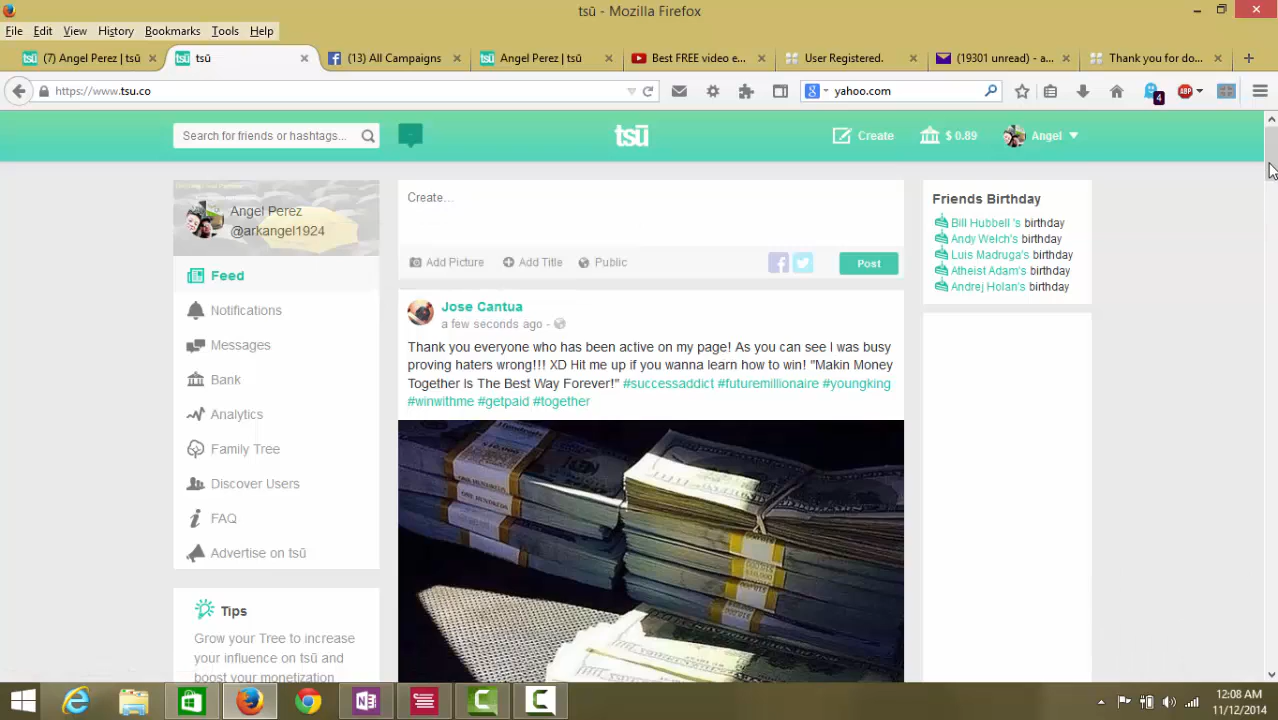 tsū - Mozilla Firefox
File Edit View History Bookmarks Tools Help
(7) Angel Perez | tsū
tsū
(13) All Campaigns
Angel Perez | tsū
Best FREE video e...
User Registered.
(19301 unread) - a...
Thank you for do...
https://www.tsu.co
yahoo.com
4
ABP
Search for friends or hashtags...
tsū
Create
$ 0.89
Angel
Angel Perez
@arkangel1924
Feed
Notifications
Messages
Bank
Analytics
Family Tree
Discover Users
FAQ
Advertise on tsū
Tips
Grow your Tree to increase
your influence on tsū and
boost your monetization
Create...
Add Picture
Add Title
Public
Post
Jose Cantua
a few seconds ago -
Thank you everyone who has been active on my page! As you can see I was busy
proving haters wrong!!! XD Hit me up if you wanna learn how to win! "Makin Money
Together is The Best Way Forever!" #successaddict #futuremillionaire #youngking
#winwithme #getpaid #together
Friends Birthday
Bill Hubbell 's birthday
Andy Welch's birthday
Luis Madruga's birthday
Atheist Adam's birthday
Andrej Holan's birthday
12:08 AM
11/12/2014